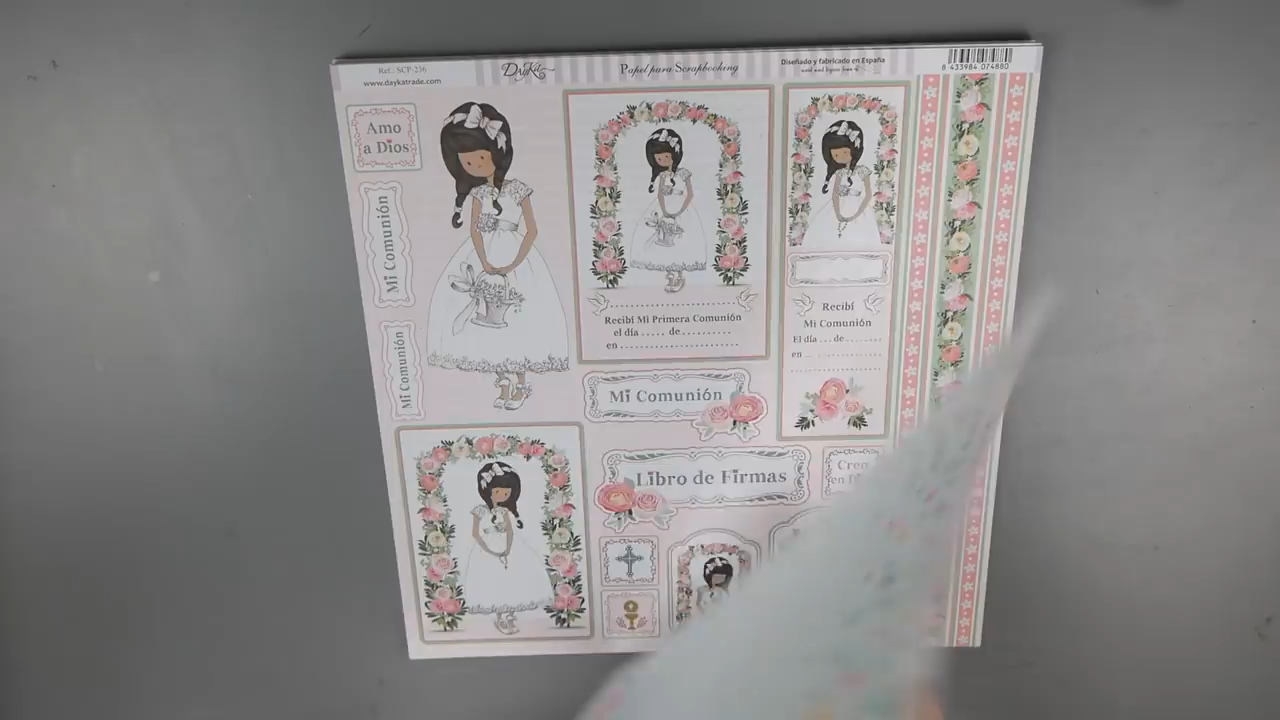 Ref.: SCP-236
www.daykatrade.com
DayKa
Papel para Scrapbooking
Diseñado y fabricado en España
8 433984 074880
Amo
a Dios
Mi Comunión
Mi Comunión
Recibí Mi Primera Comunión
el día ..... de...........
en ..........................
Recibí
Mi Comunión
El día ... de ........
en ... ..............
Mi Comunión
Libro de Firmas